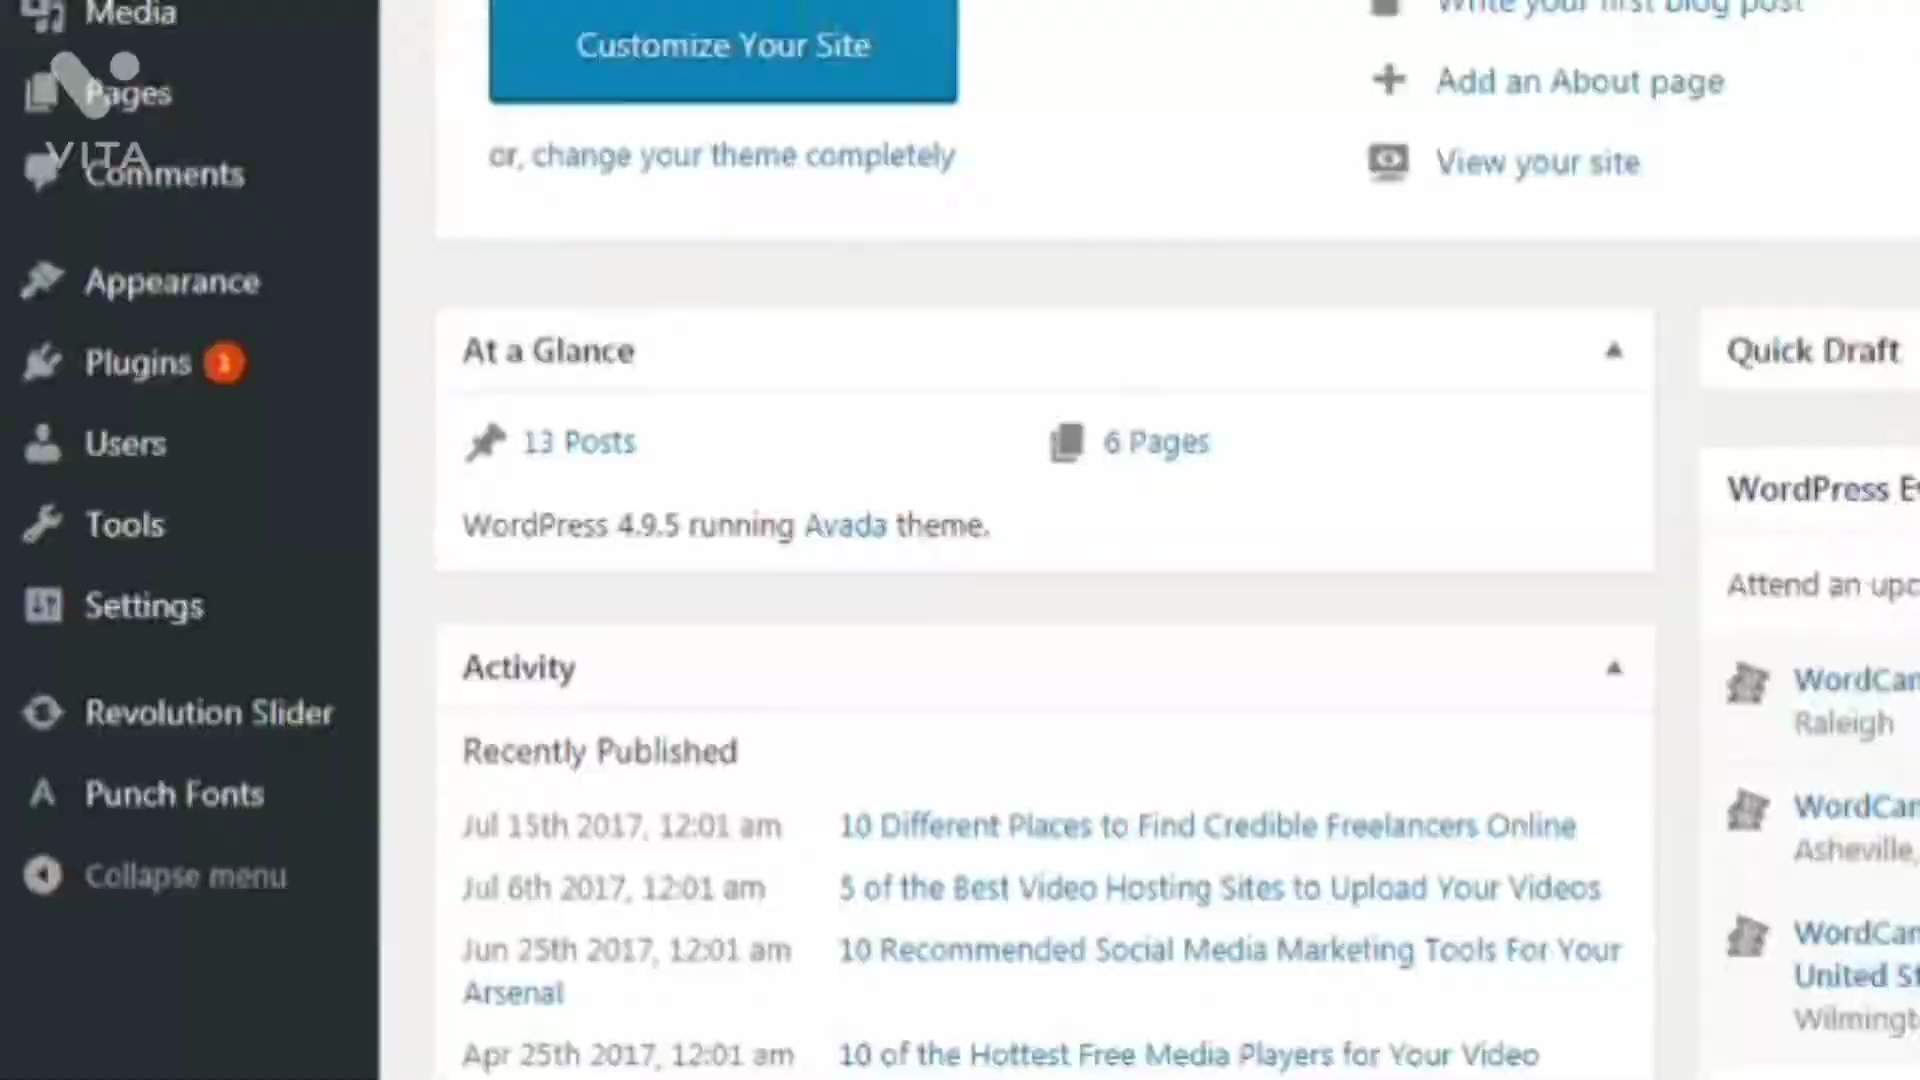 Media
Pages
Comments
Appearance
Plugins 1
Users
Tools
Settings
Revolution Slider
Punch Fonts
Collapse menu
VITA
Customize Your Site
or, change your theme completely
Write your first blog post
Add an About page
View your site
At a Glance
13 Posts
6 Pages
WordPress 4.9.5 running Avada theme.
Activity
Recently Published
Jul 15th 2017, 12:01 am 10 Different Places to Find Credible Freelancers Online
Jul 6th 2017, 12:01 am 5 of the Best Video Hosting Sites to Upload Your Videos
Jun 25th 2017, 12:01 am 10 Recommended Social Media Marketing Tools For Your
Arsenal
Apr 25th 2017, 12:01 am 10 of the Hottest Free Media Players for Your Video
Quick Draft
WordPress
Attend an
Raleigh
Asheville,
United